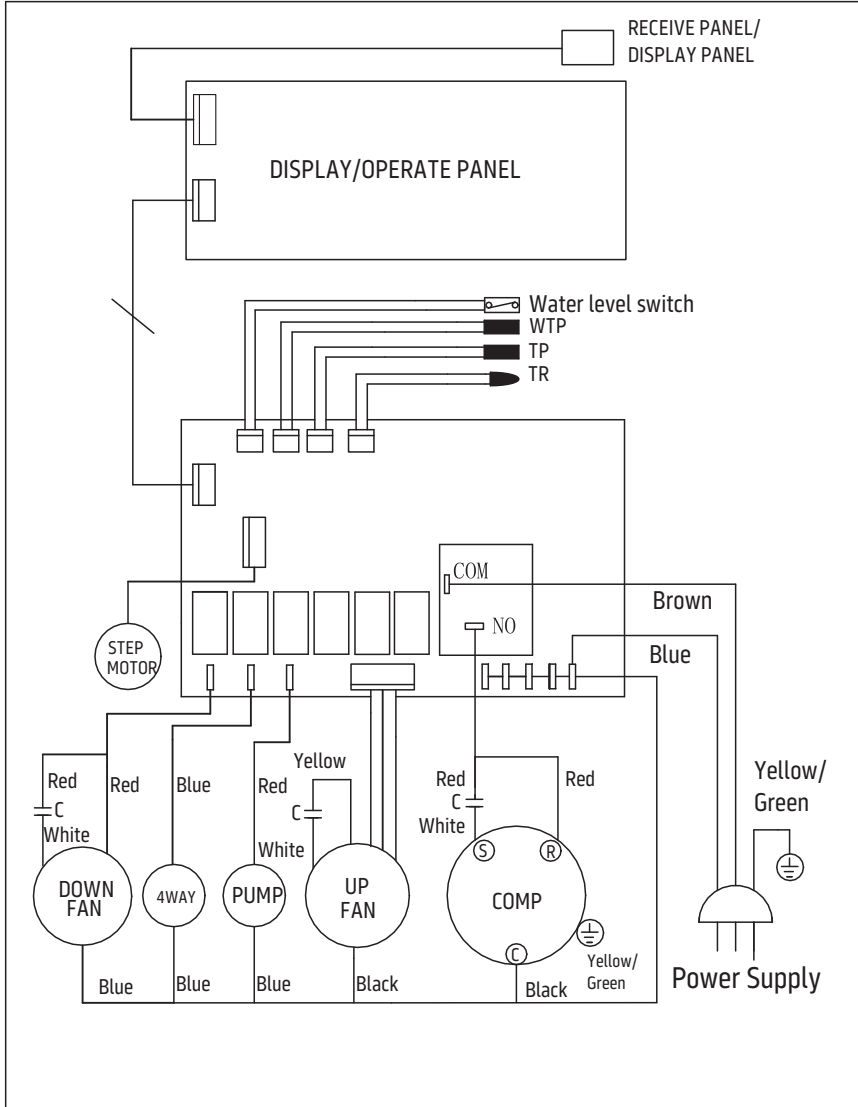 RECEIVE PANEL/
DISPLAY PANEL
DISPLAY/OPERATE PANEL
Water level switch
WTP
TP
TR
COM
Brown
NO
Blue
STEP
MOTOR
Yellow
Yellow/
Green
Red
C
White
Red
Blue
Red
White
C
Red
C
White
Red
S
R
DOWN
FAN
4WAY
PUMP
UP
FAN
COMP
C
Yellow/
Green
Power Supply
Blue
Blue
Blue
Black
Black